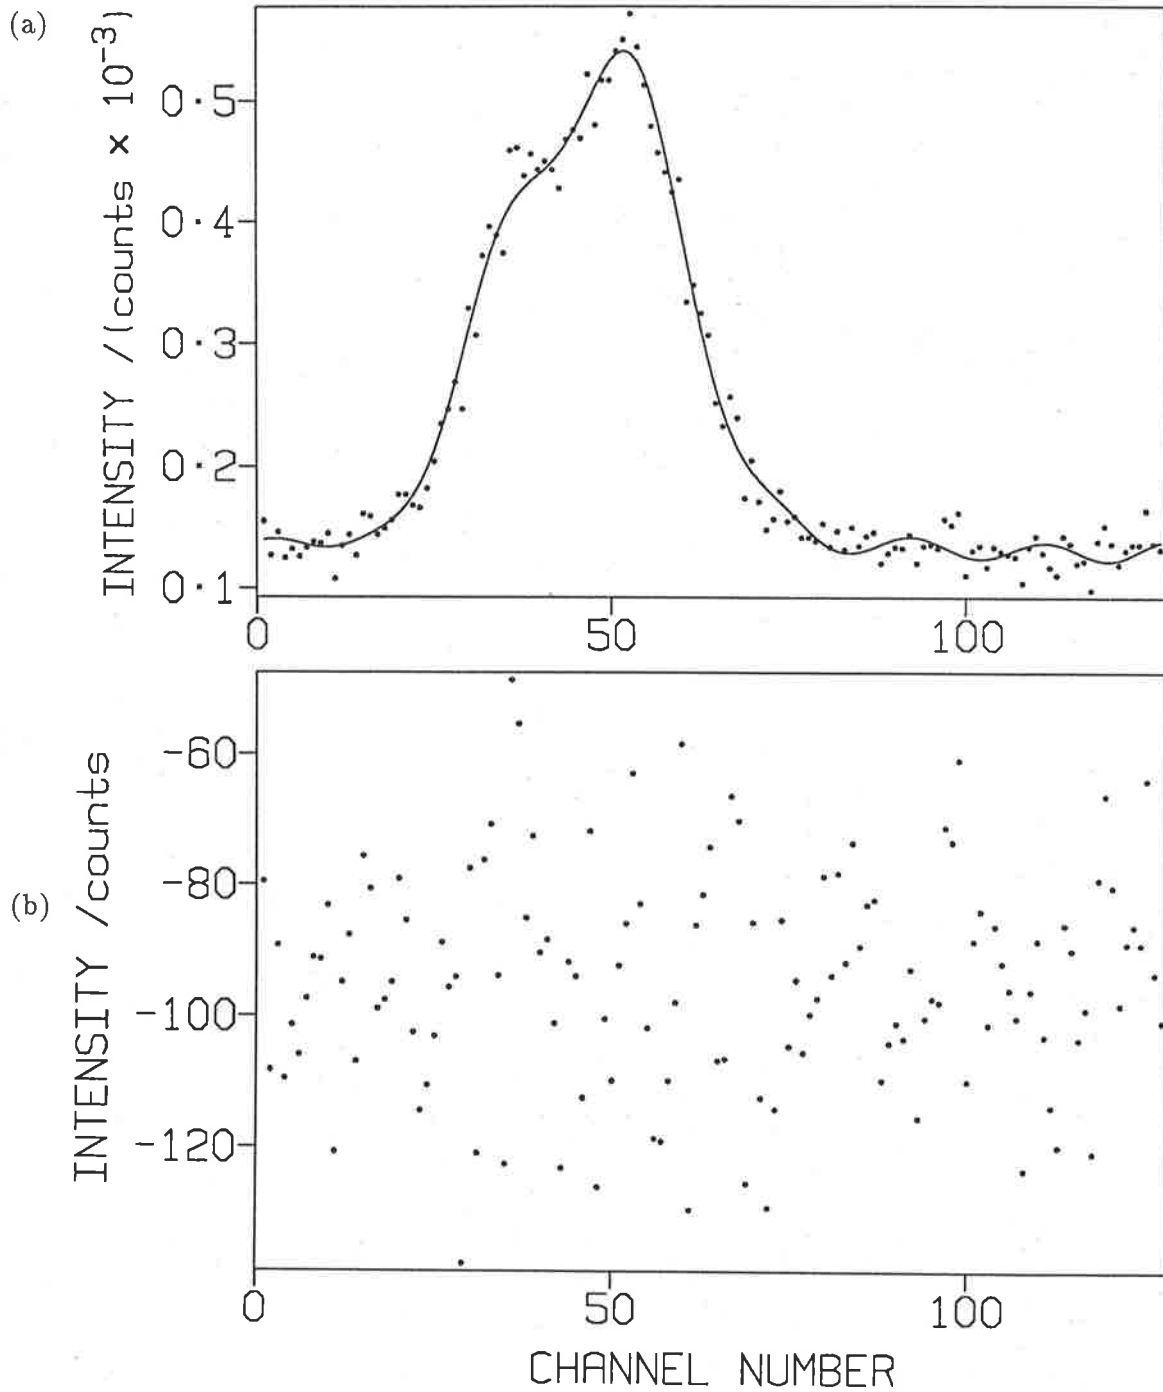 (a)
INTENSITY /(counts × 10⁻³)
0·5
0·4
0·3
0·2
0·1
0 50 100
(b)
INTENSITY /counts
-60
-80
-100
-120
0 50 100
CHANNEL NUMBER